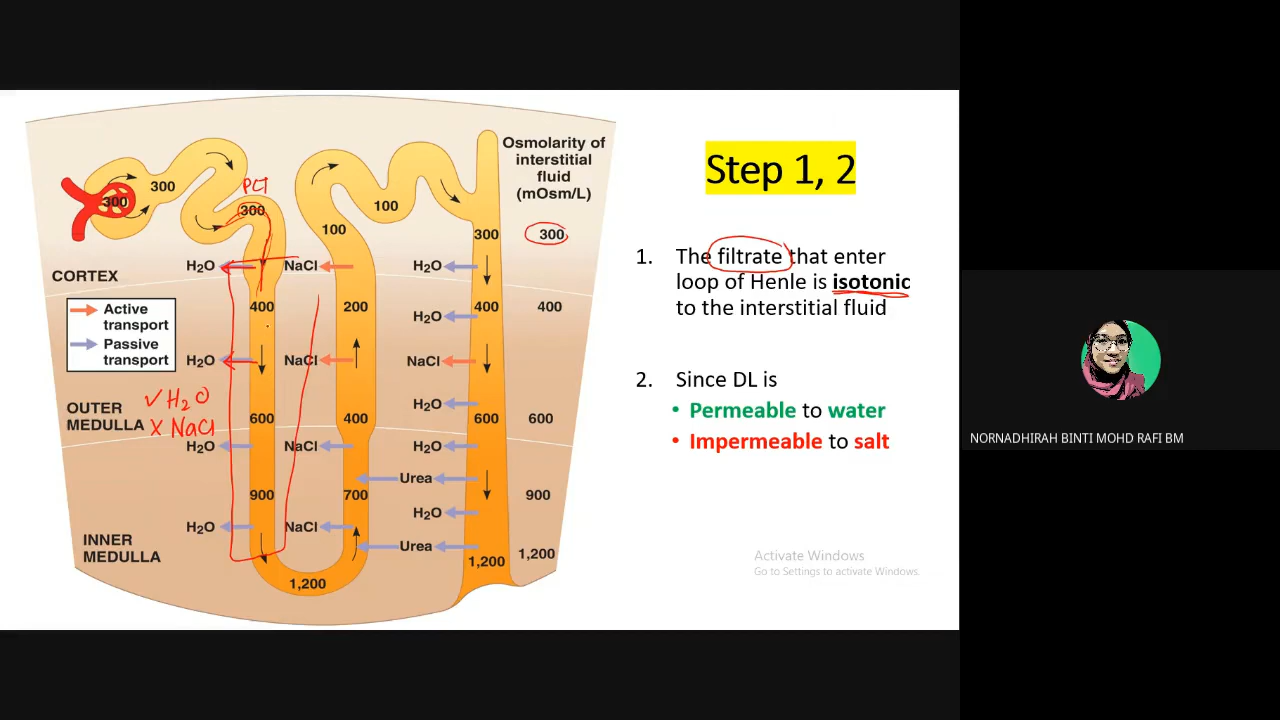 Osmolarity of
interstitial
fluid
(mOsm/L)
PCT
300
300
300
100
100
300
300
CORTEX
H₂O
NaCl
H₂O
Active
transport
Passive
transport
400
200
H₂O
400
400
H₂O
NaCl
NaCl
✓ H₂O
X NaCl
OUTER
MEDULLA
600
400
H₂O
600
600
H₂O
NaCl
H₂O
Urea
900
700
H₂O
900
H₂O
NaCl
Urea
INNER
MEDULLA
1,200
1,200
1,200
Step 1, 2
1. The filtrate that enter
loop of Henle is isotonic
to the interstitial fluid
2. Since DL is
• Permeable to water
• Impermeable to salt
Activate Windows
Go to Settings to activate Windows.
NORNADHIRAH BINTI MOHD RAFI BM